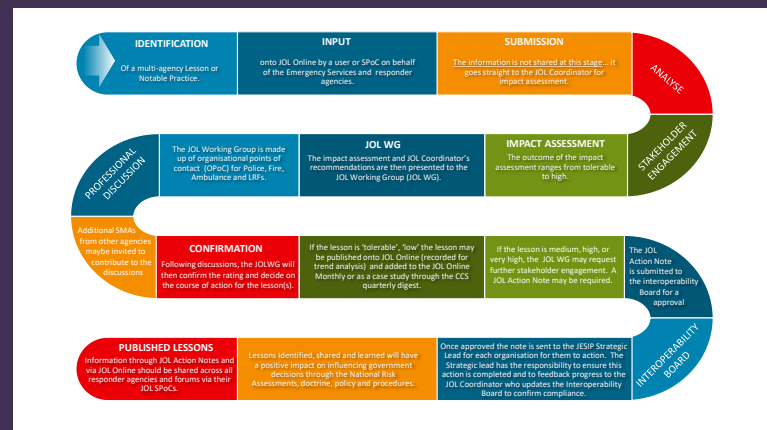 IDENTIFICATION
Of a multi-agency Lesson or
Notable Practice.
INPUT
onto JOL Online by a user or SPoC on behalf
of the Emergency Services and responder
agencies.
SUBMISSION
The information is not shared at this stage... it
goes straight to the JOL Coordinator for
impact assessment.
ANALYSE
STAKEHOLDER
ENGAGEMENT
IMPACT ASSESSMENT
The outcome of the impact
assessment ranges from tolerable
to high.
JOL WG
The impact assessment and JOL Coordinator's
recommendations are then presented to the
JOL Working Group (JOL WG).
The JOL Working Group is made
up of organisational points of
contact (OPoC) for Police, Fire,
Ambulance and LRFs.
PROFESSIONAL
DISCUSSION
Additional SMAs
from other agencies
maybe invited to
contribute to the
discussions
CONFIRMATION
Following discussions, the JOLWG will
then confirm the rating and decide on
the course of action for the lesson(s).
If the lesson is 'tolerable', 'low' the lesson may
be published onto JOL Online (recorded for
trend analysis) and added to the JOL Online
Monthly or as a case study through the CCS
quarterly digest.
If the lesson is medium, high, or
very high, the JOL WG may request
further stakeholder engagement. A
JOL Action Note may be required.
The JOL
Action Note
is submitted to
the interoperability
Board for a
approval
INTEROPERABILITY
BOARD
Once approved the note is sent to the JESIP Strategic
Lead for each organisation for them to action. The
Strategic lead has the responsibility to ensure this
action is completed and to feedback progress to the
JOL Coordinator who updates the Interoperability
Board to confirm compliance.
Lessons Identified, shared and learned will have
a positive impact on influencing government
decisions through the National Risk
Assessments, doctrine, policy and procedures.
PUBLISHED LESSONS
Information through JOL Action Notes and
via JOL Online should be shared across all
responder agencies and forums via their
JOL SPoCs.